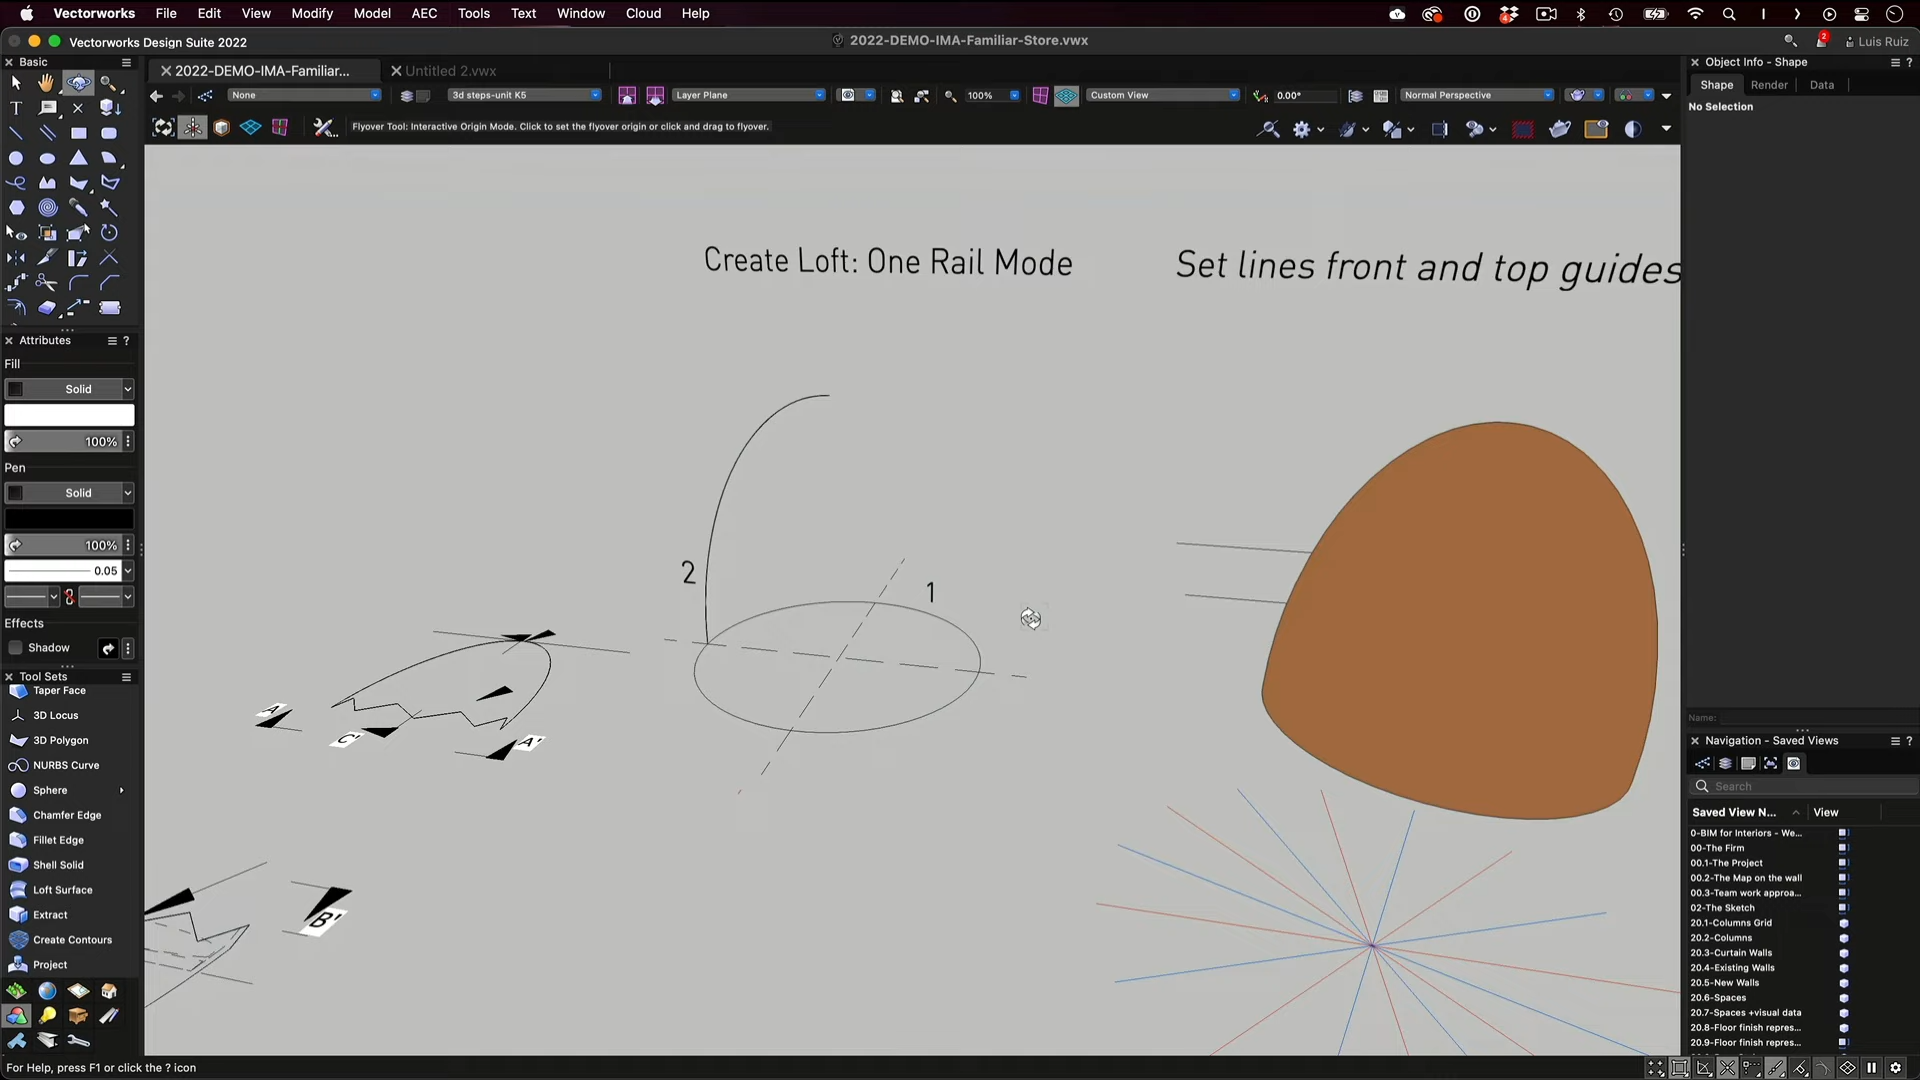 Vectorworks File Edit View Modify Model AEC Tools Text Window Cloud Help
Vectorworks Design Suite 2022
2022-DEMO-IMA-Familiar-Store.vwx
Luis Ruiz
2022-DEMO-IMA-Familiar...
Untitled 2.vwx
None
3d steps-unit K5
Layer Plane
100%
Custom View
0.00°
Normal Perspective
Flyover Tool: Interactive Origin Mode. Click to set the flyover origin or click and drag to flyover.
Basic
Attributes
Fill
Solid
100%
Pen
Solid
100%
0.05
Effects
Shadow
Tool Sets
Taper Face
3D Locus
3D Polygon
NURBS Curve
Sphere
Chamfer Edge
Fillet Edge
Shell Solid
Loft Surface
Extract
Create Contours
Project
For Help, press F1 or click the ? icon
Create Loft: One Rail Mode
Set lines front and top guides
2
1
A
C'
A'
B'
Object Info - Shape
Shape Render Data
No Selection
Name:
Navigation - Saved Views
Search
Saved View N... View
0-BIM for Interiors - We...
00-The Firm
00.1-The Project
00.2-The Map on the wall
00.3-Team work approa...
02-The Sketch
20.1-Columns Grid
20.2-Columns
20.3-Curtain Walls
20.4-Existing Walls
20.5-New Walls
20.6-Spaces
20.7-Spaces +visual data
20.8-Floor finish repres...
20.9-Floor finish repres...